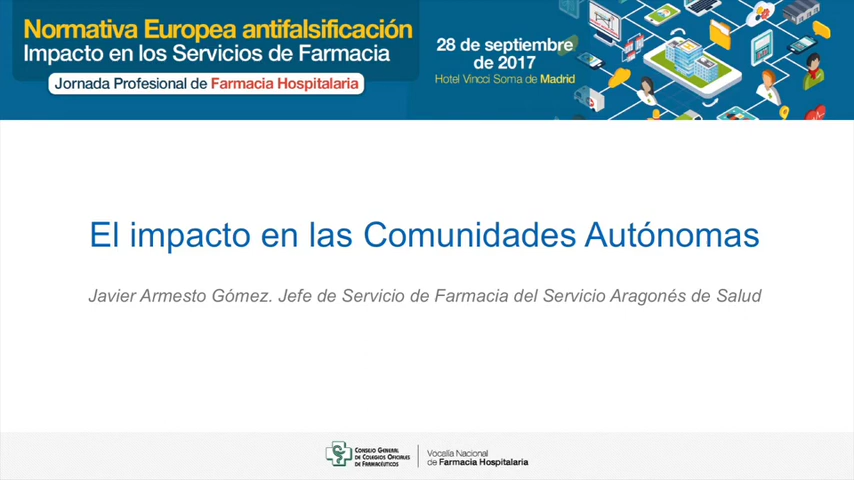 Normativa Europea antifalsificación
Impacto en los Servicios de Farmacia
Jornada Profesional de Farmacia Hospitalaria
28 de septiembre
de 2017
Hotel Vincci Soma de Madrid
El impacto en las Comunidades Autónomas
Javier Armesto Gómez. Jefe de Servicio de Farmacia del Servicio Aragonés de Salud
Consejo General
de Colegios Oficiales
de Farmacéuticos
Vocalía Nacional
de Farmacia Hospitalaria